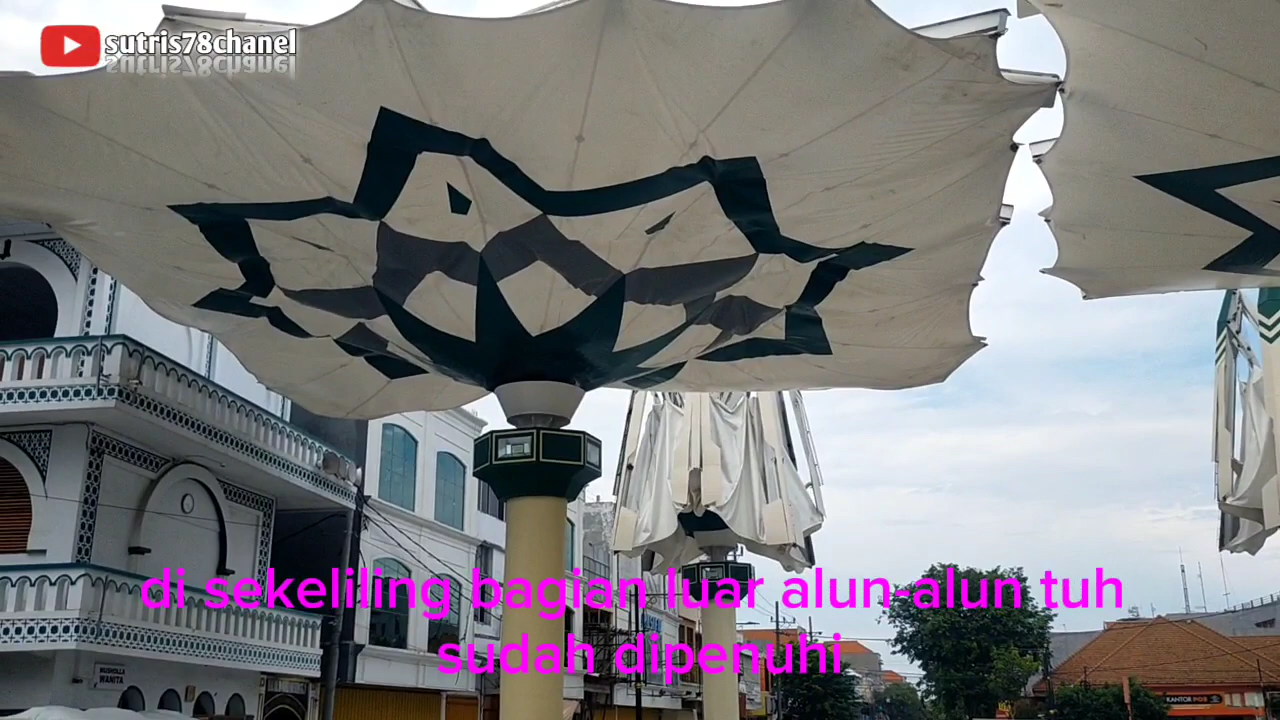 sutris78chanel
di sekeliling bagian luar alun-alun tuh
sudah dipenuhi
MUSHOLLA
WANITA
KANTOR POS